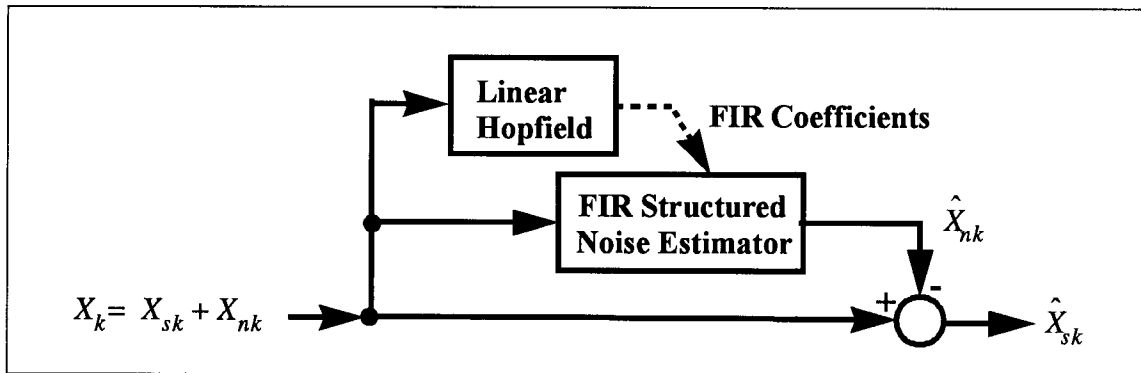 Linear
Hopfield
FIR Coefficients
FIR Structured
Noise Estimator
X̂nk
+ -
Xk= Xsk + Xnk
X̂sk